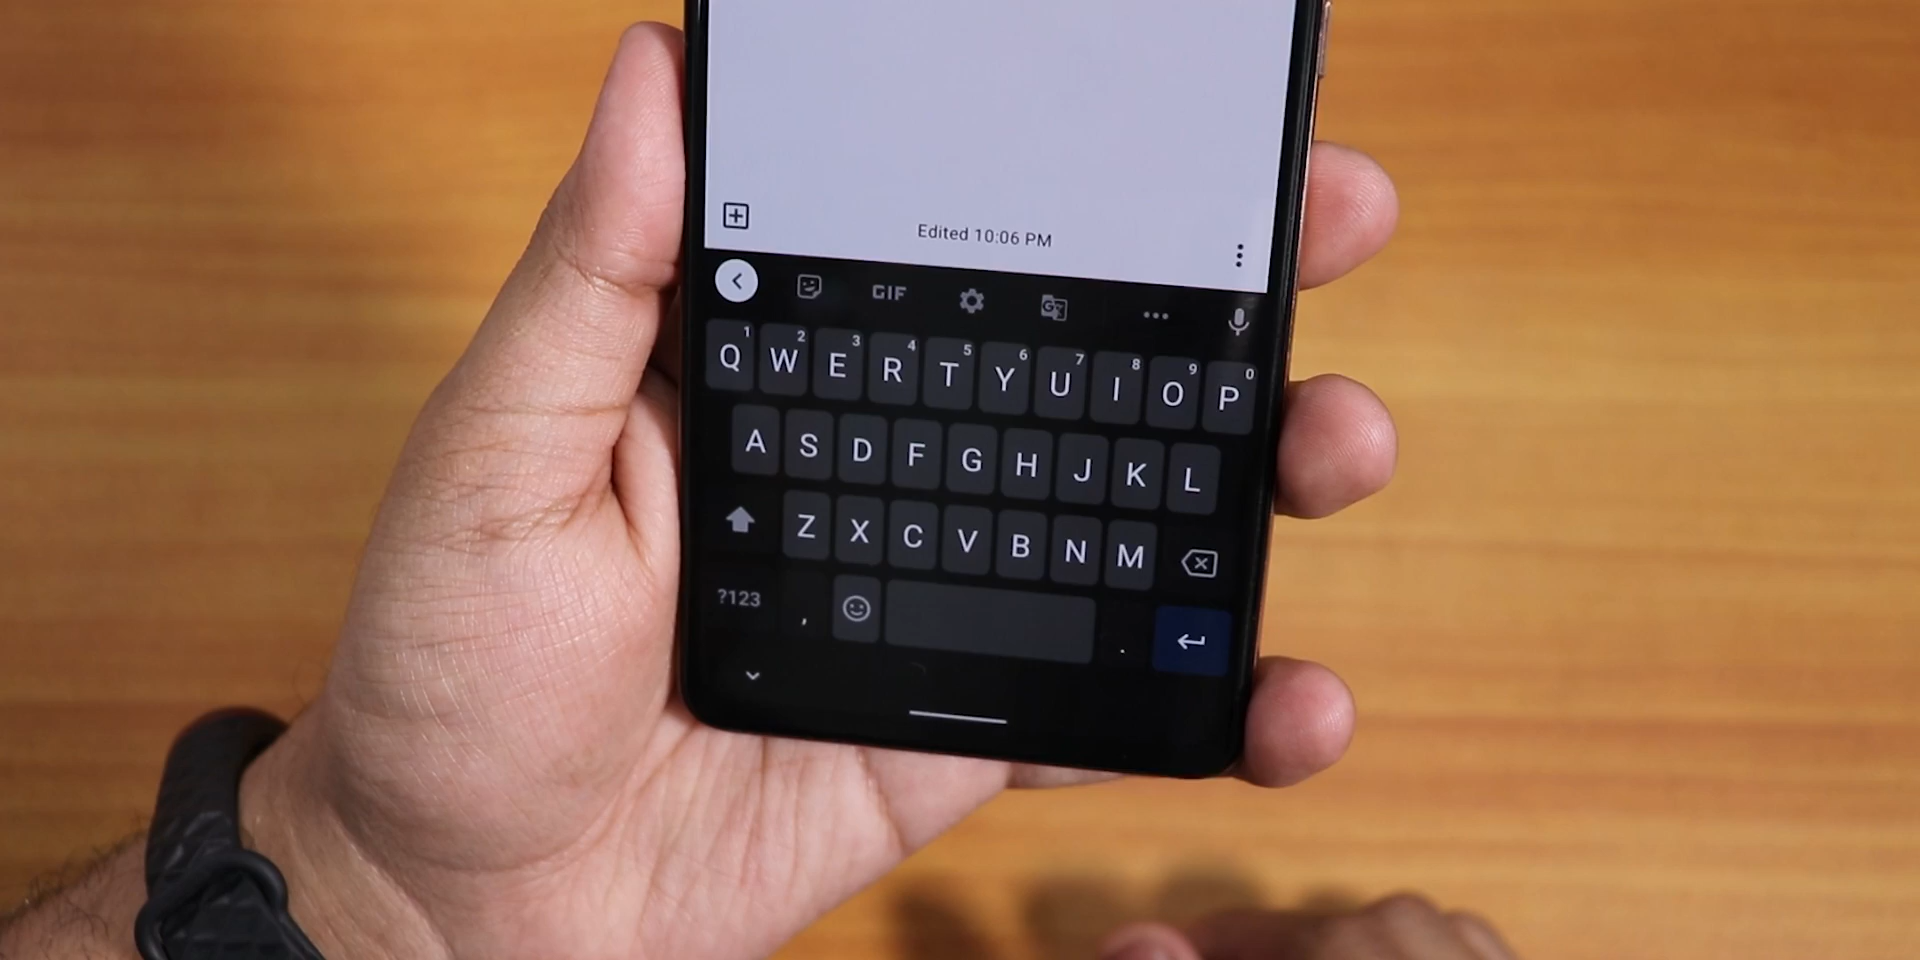 Edited 10:06 PM
GIF
1 2 3 4 5 6 7 8 9 0
Q W E R T Y U I O P
A S D F G H J K L
Z X C V B N M
?123 , .